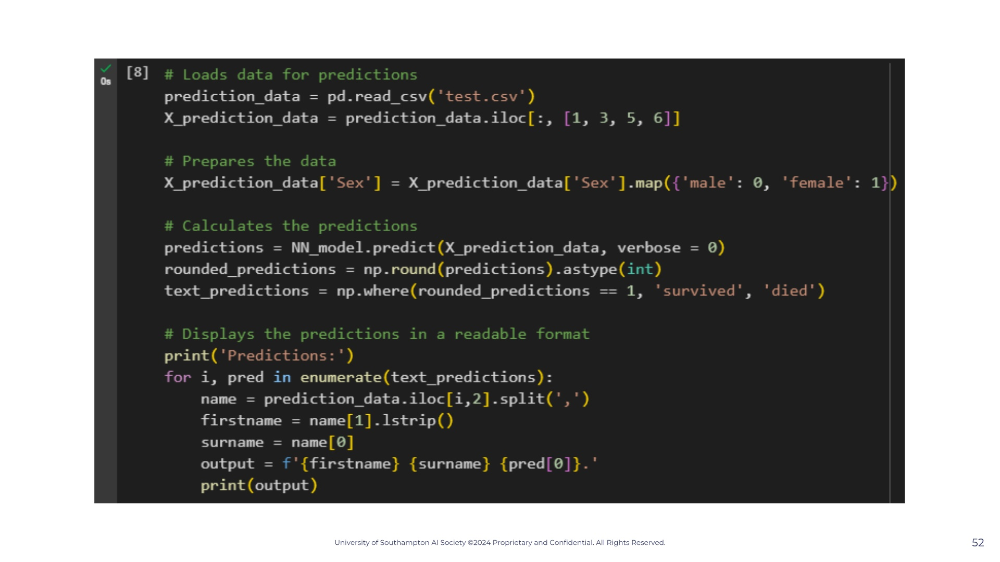 [8] # Loads data for predictions
0s
prediction_data = pd.read_csv('test.csv')
X_prediction_data = prediction_data.iloc[:, [1, 3, 5, 6]]
# Prepares the data
X_prediction_data['Sex'] = X_prediction_data['Sex'].map({'male': 0, 'female': 1})
# Calculates the predictions
predictions = NN_model.predict(X_prediction_data, verbose = 0)
rounded_predictions = np.round(predictions).astype(int)
text_predictions = np.where(rounded_predictions == 1, 'survived', 'died')
# Displays the predictions in a readable format
print('Predictions:')
for i, pred in enumerate(text_predictions):
    name = prediction_data.iloc[i,2].split(',')
    firstname = name[1].lstrip()
    surname = name[0]
    output = f'{firstname} {surname} {pred[0]}.'
    print(output)
University of Southampton AI Society ©2024 Proprietary and Confidential. All Rights Reserved.
52